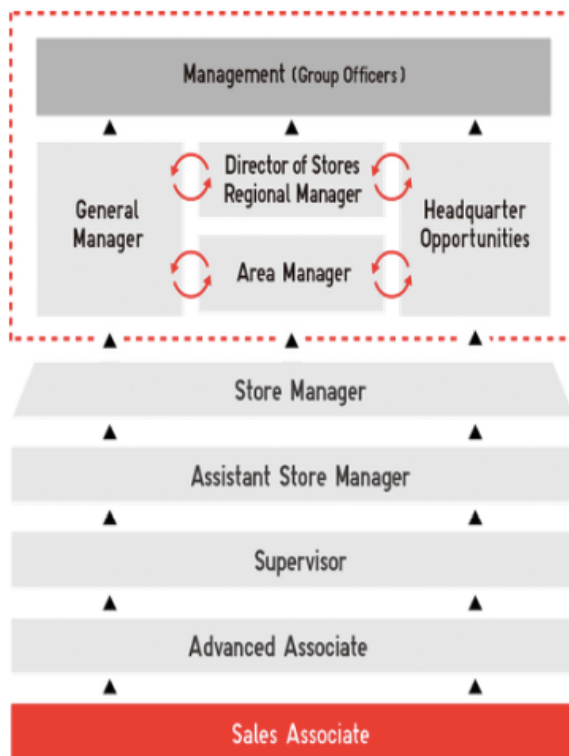 Management (Group Officers)
General
Manager
Director of Stores
Regional Manager
Area Manager
Headquarter
Opportunities
Store Manager
Assistant Store Manager
Supervisor
Advanced Associate
Sales Associate